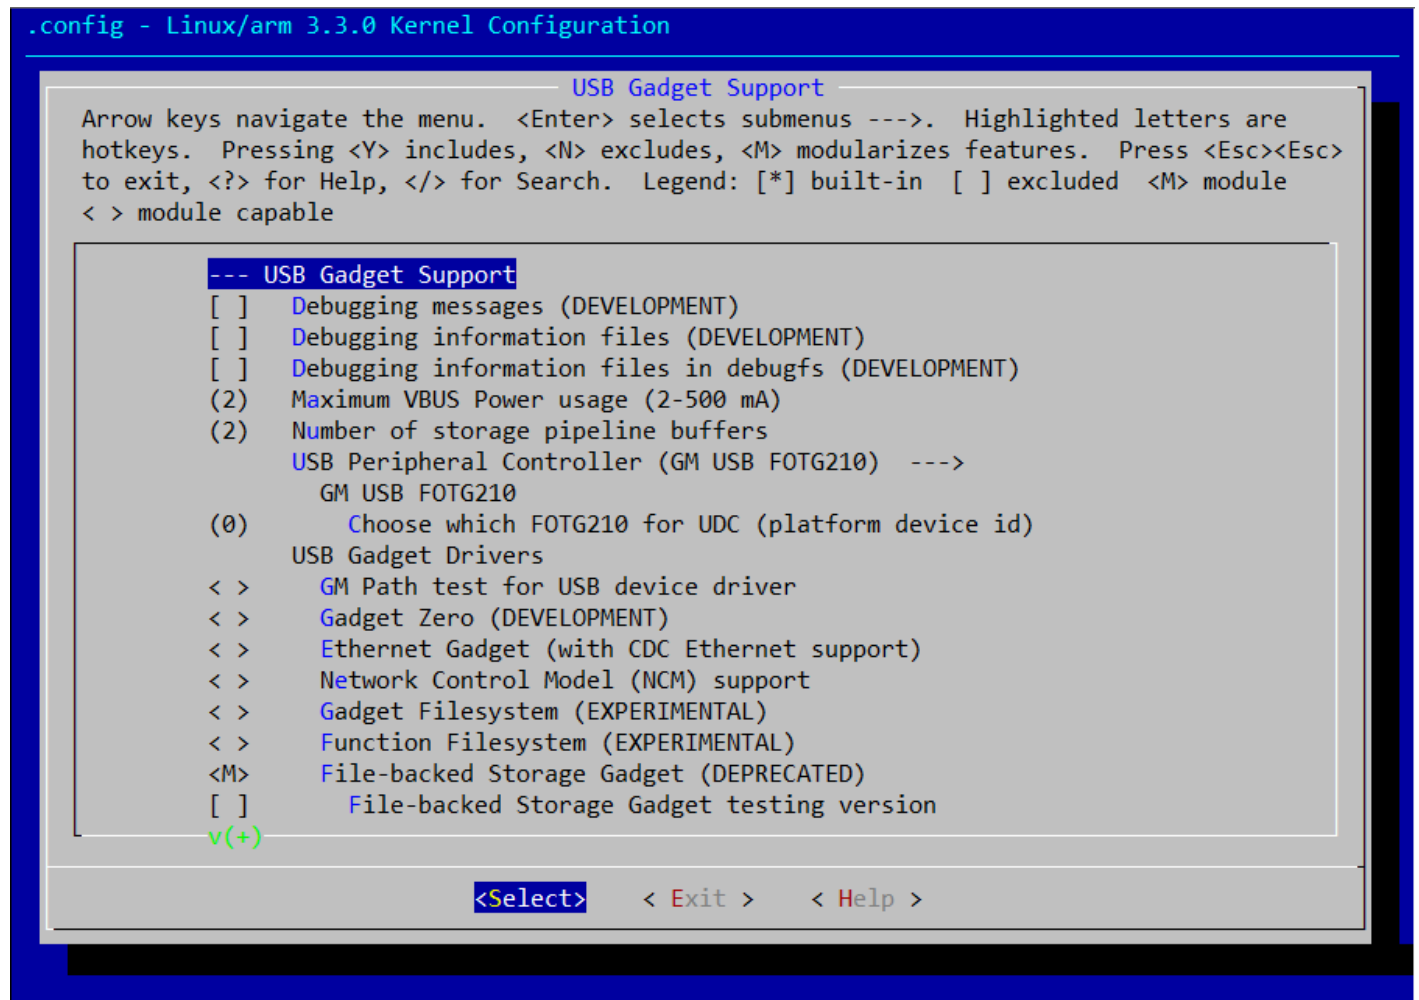 .config - Linux/arm 3.3.0 Kernel Configuration
USB Gadget Support
Arrow keys navigate the menu.  <Enter> selects submenus --->.  Highlighted letters are
hotkeys.  Pressing <Y> includes, <N> excludes, <M> modularizes features.  Press <Esc><Esc>
to exit, <?> for Help, </> for Search.  Legend: [*] built-in  [ ] excluded  <M> module
< > module capable
--- USB Gadget Support
[ ]   Debugging messages (DEVELOPMENT)
[ ]   Debugging information files (DEVELOPMENT)
[ ]   Debugging information files in debugfs (DEVELOPMENT)
(2)   Maximum VBUS Power usage (2-500 mA)
(2)   Number of storage pipeline buffers
USB Peripheral Controller (GM USB FOTG210)  --->
GM USB FOTG210
(0)       Choose which FOTG210 for UDC (platform device id)
USB Gadget Drivers
< >     GM Path test for USB device driver
< >     Gadget Zero (DEVELOPMENT)
< >     Ethernet Gadget (with CDC Ethernet support)
< >     Network Control Model (NCM) support
< >     Gadget Filesystem (EXPERIMENTAL)
< >     Function Filesystem (EXPERIMENTAL)
<M>     File-backed Storage Gadget (DEPRECATED)
[ ]       File-backed Storage Gadget testing version
v(+)
<Select>    < Exit >    < Help >